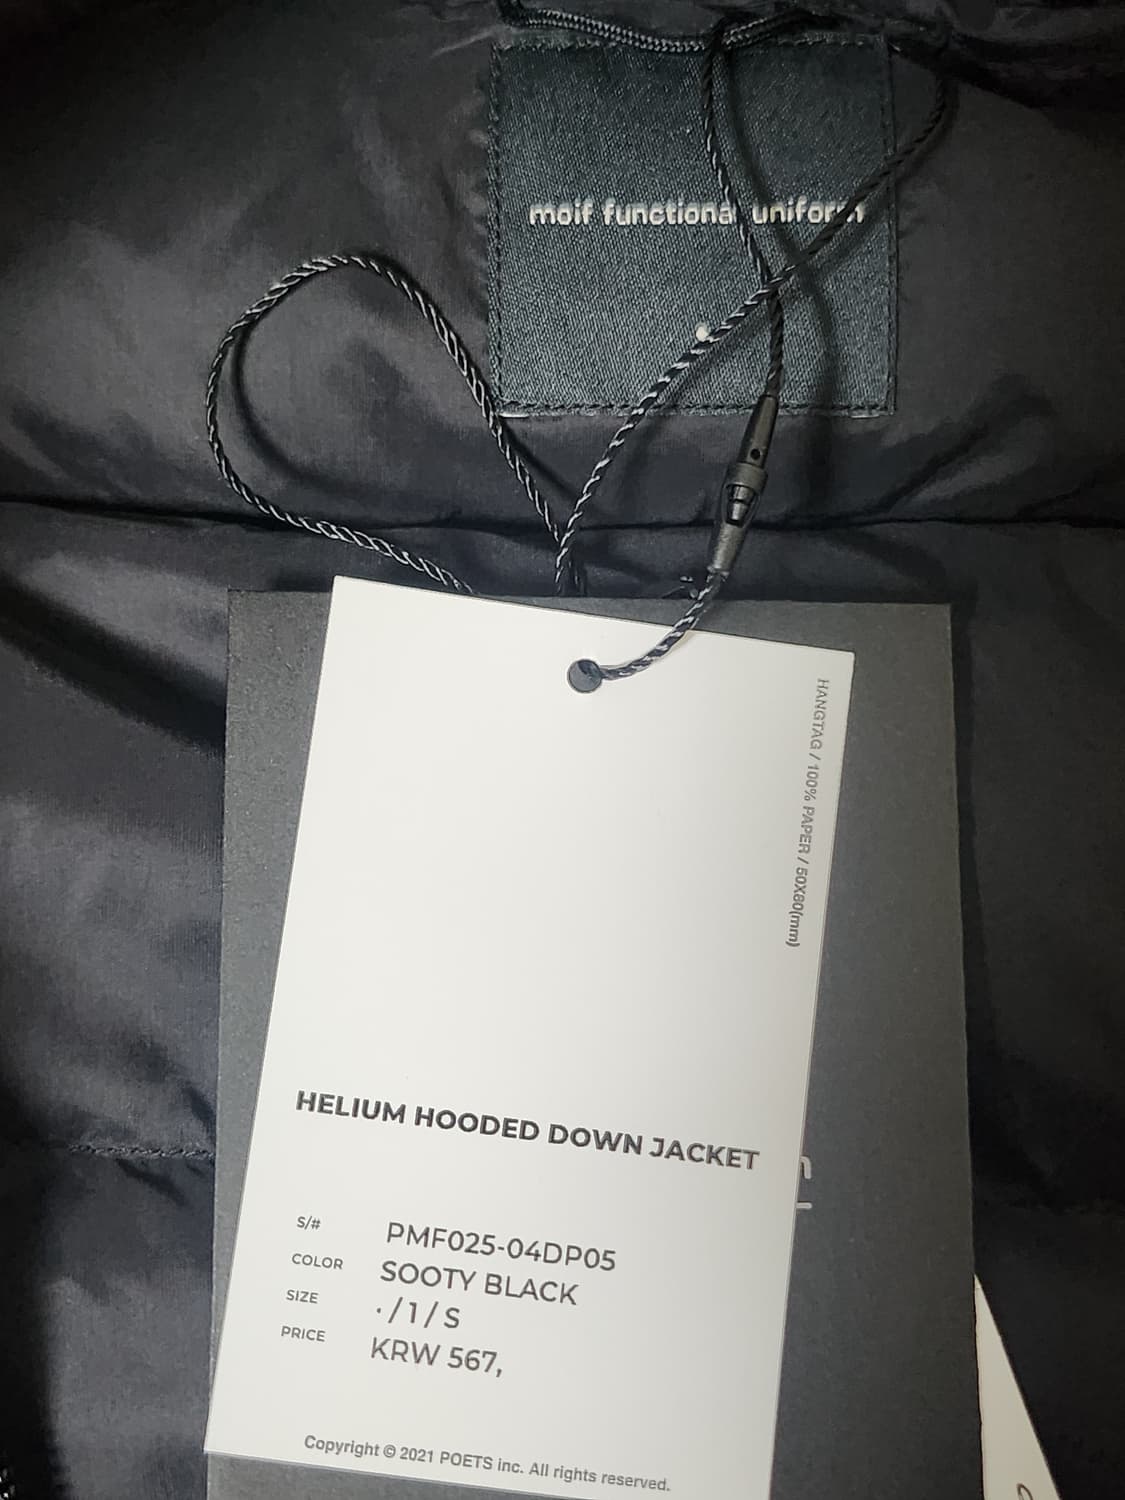 moif functional uniform
HANGTAG / 100% PAPER / 50X80(mm)
HELIUM HOODED DOWN JACKET
S/# PMF025-04DP05
COLOR SOOTY BLACK
SIZE ·/1/S
PRICE KRW 567,
Copyright © 2021 POETS inc. All rights reserved.